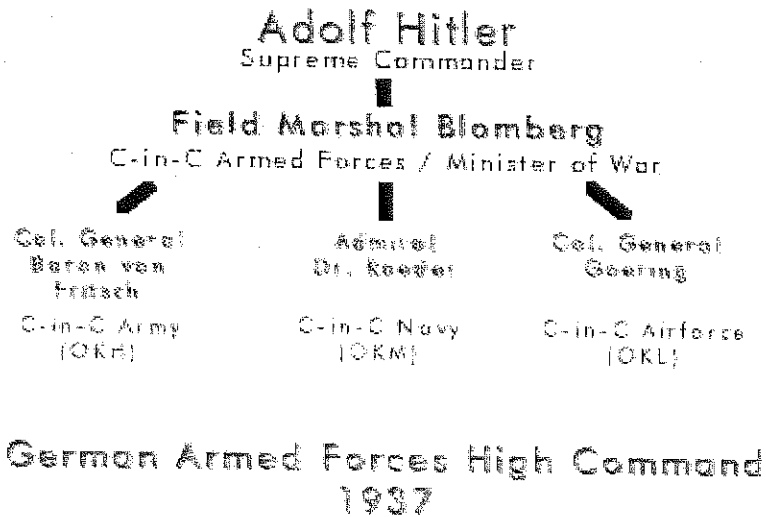 Adolf Hitler
Supreme Commander
Field Marshal Blomberg
C-in-C Armed Forces / Minister of War
Col. General
Baron von
Fritsch
C-in-C Army
(OKH)
Admiral
Dr. Raeder
C-in-C Navy
(OKM)
Col. General
Goering
C-in-C Airforce
(OKL)
German Armed Forces High Command
1937